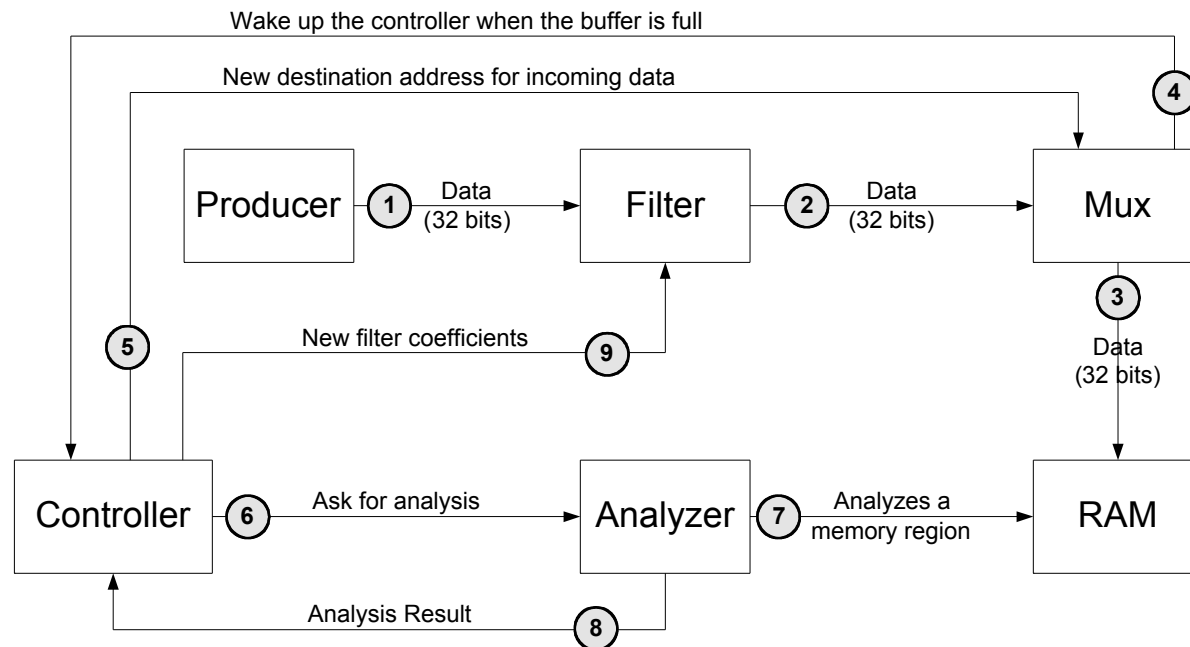 Wake up the controller when the buffer is full
New destination address for incoming data
4
Producer
1
Data
(32 bits)
Filter
2
Data
(32 bits)
Mux
3
Data
(32 bits)
5
New filter coefficients
9
Controller
6
Ask for analysis
Analyzer
7
Analyzes a
memory region
RAM
Analysis Result
8